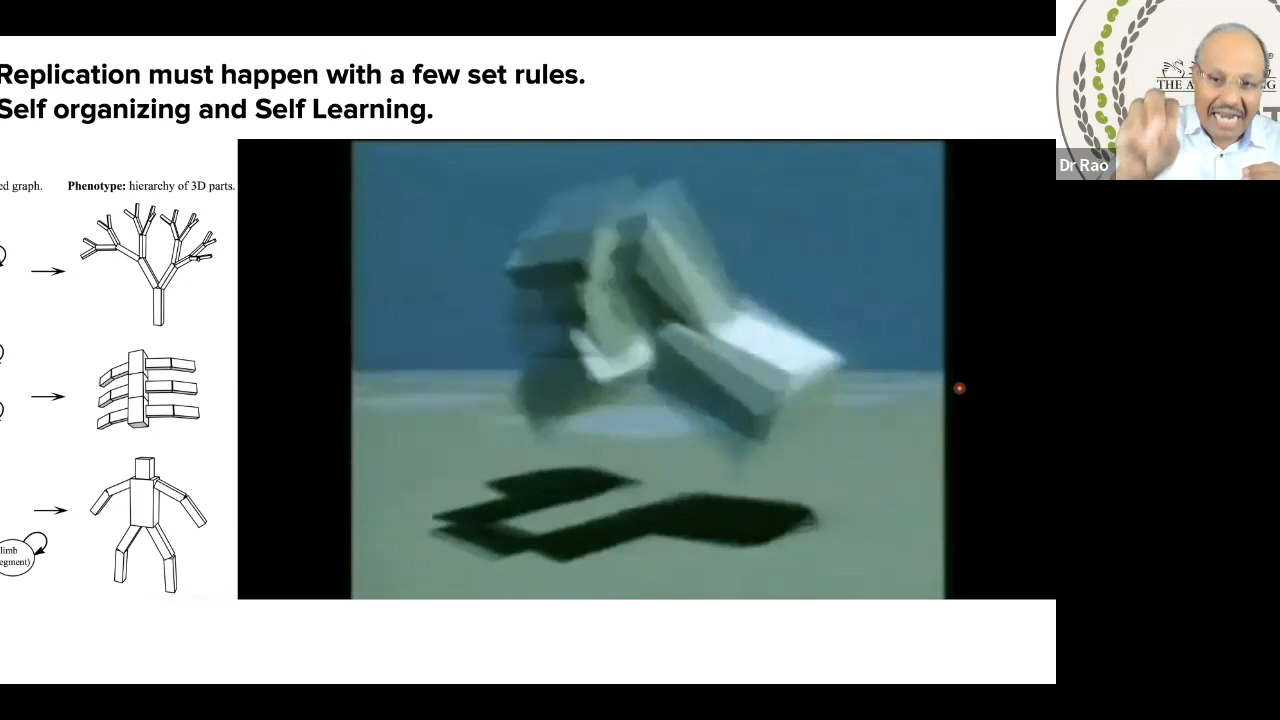 Replication must happen with a few set rules.
Self organizing and Self Learning.
ed graph.
Phenotype: hierarchy of 3D parts.
limb
egment)
THE A
Dr Rao